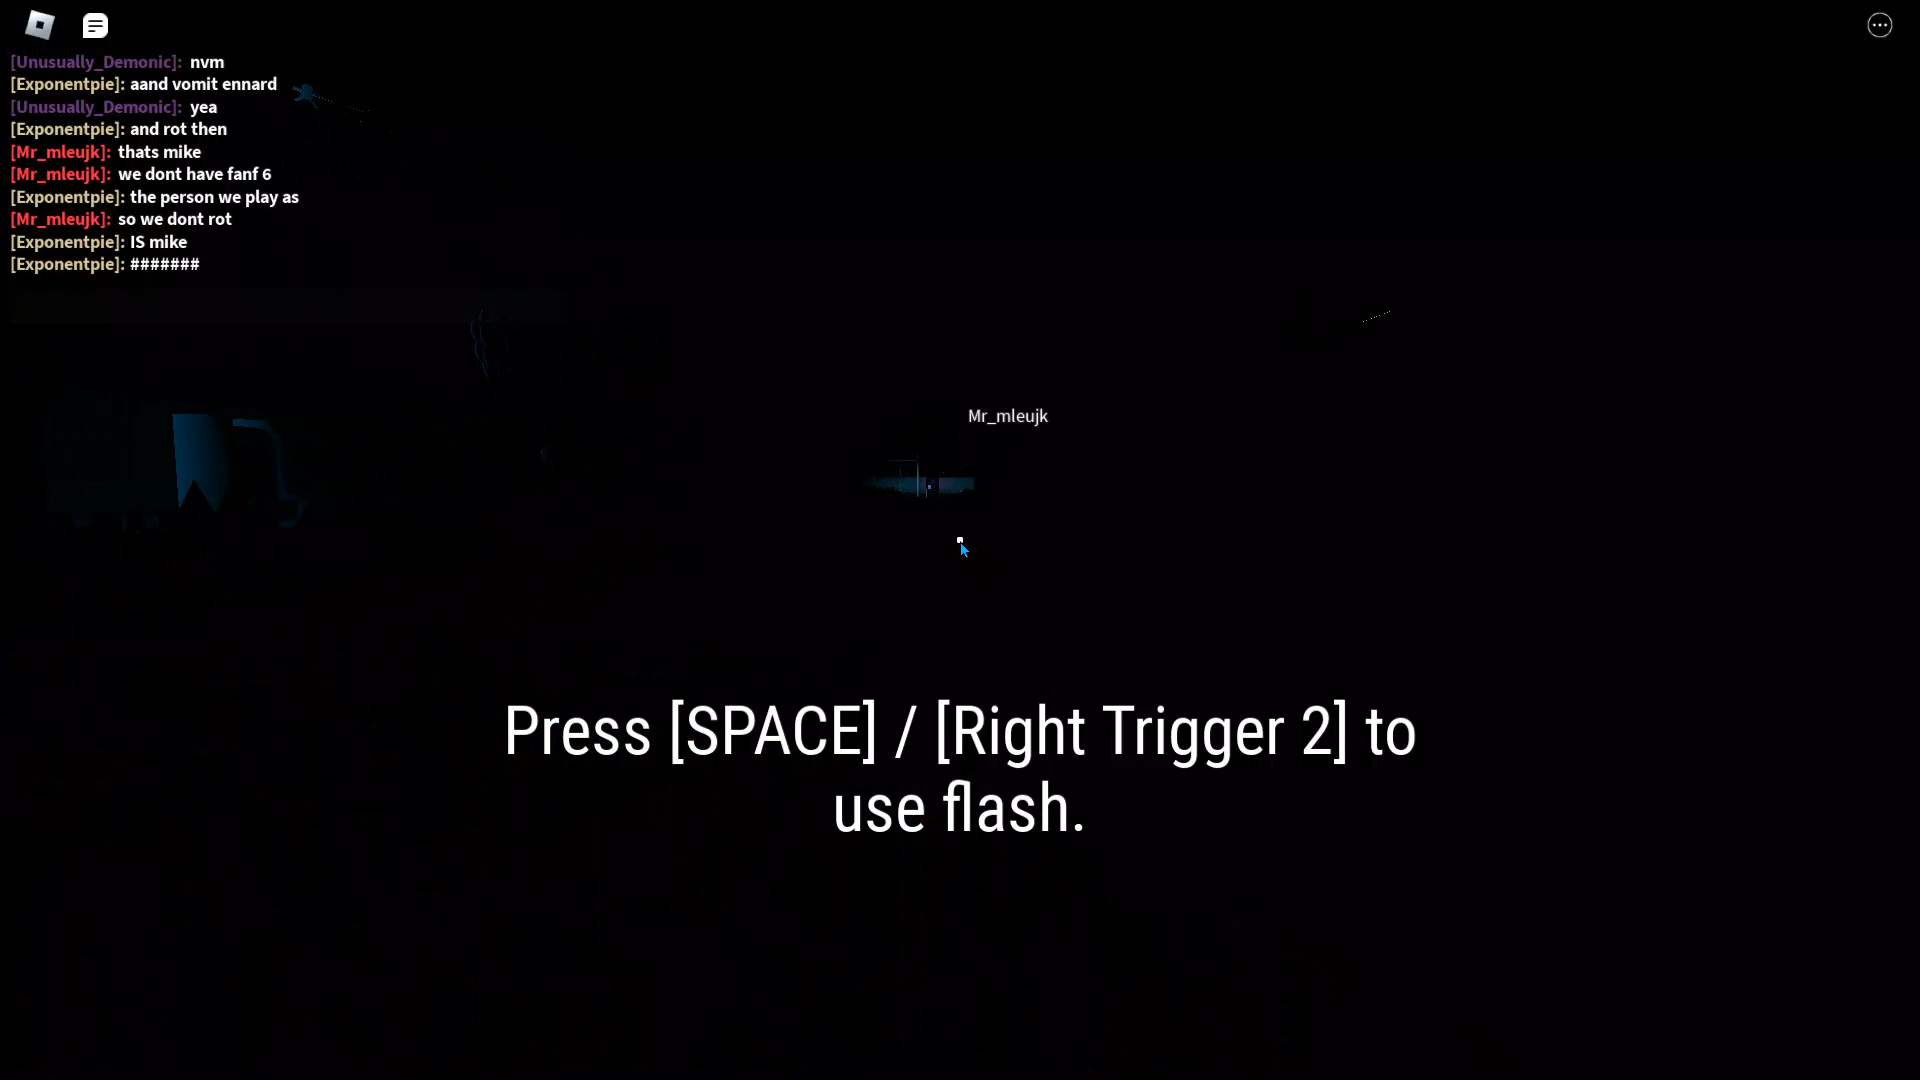 [Unusually_Demonic]: nvm
[Exponentpie]: aand vomit ennard
[Unusually_Demonic]: yea
[Exponentpie]: and rot then
[Mr_mleujk]: thats mike
[Mr_mleujk]: we dont have fanf 6
[Exponentpie]: the person we play as
[Mr_mleujk]: so we dont rot
[Exponentpie]: IS mike
[Exponentpie]: #######
Mr_mleujk
Press [SPACE] / [Right Trigger 2] to
use flash.